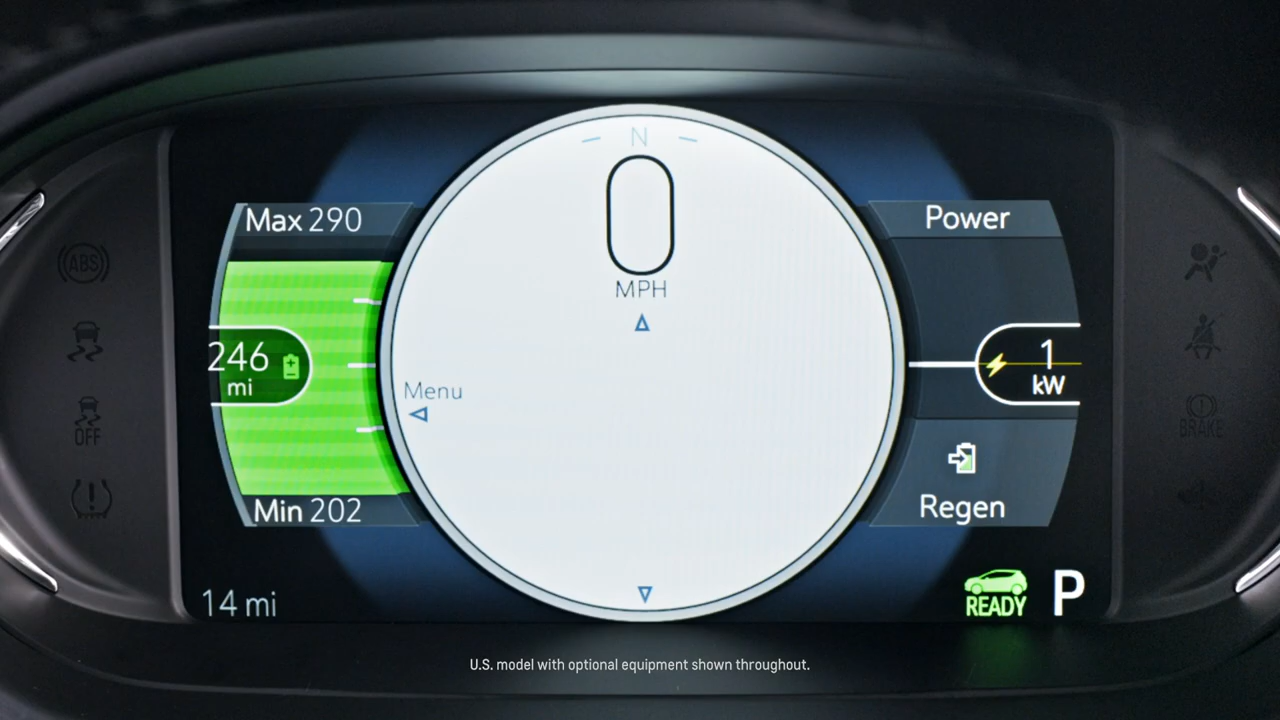 N
0
MPH
Max 290
246
mi
Min 202
Menu
Power
1
kW
Regen
14 mi
READY
P
ABS
OFF
BRAKE
U.S. model with optional equipment shown throughout.